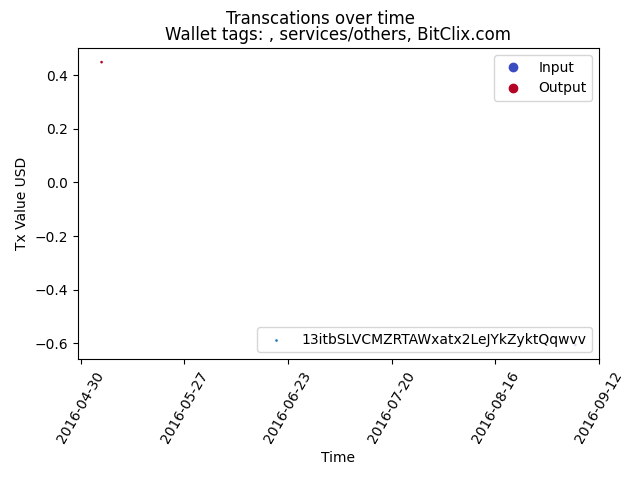 Transcations over time
Wallet tags: , services/others, BitClix.com
Tx Value USD
0.4
0.2
0.0
−0.2
−0.4
−0.6
Input
Output
13itbSLVCMZRTAWxatx2LeJYkZyktQqwvv
2016-04-30
2016-05-27
2016-06-23
2016-07-20
2016-08-16
2016-09-12
Time